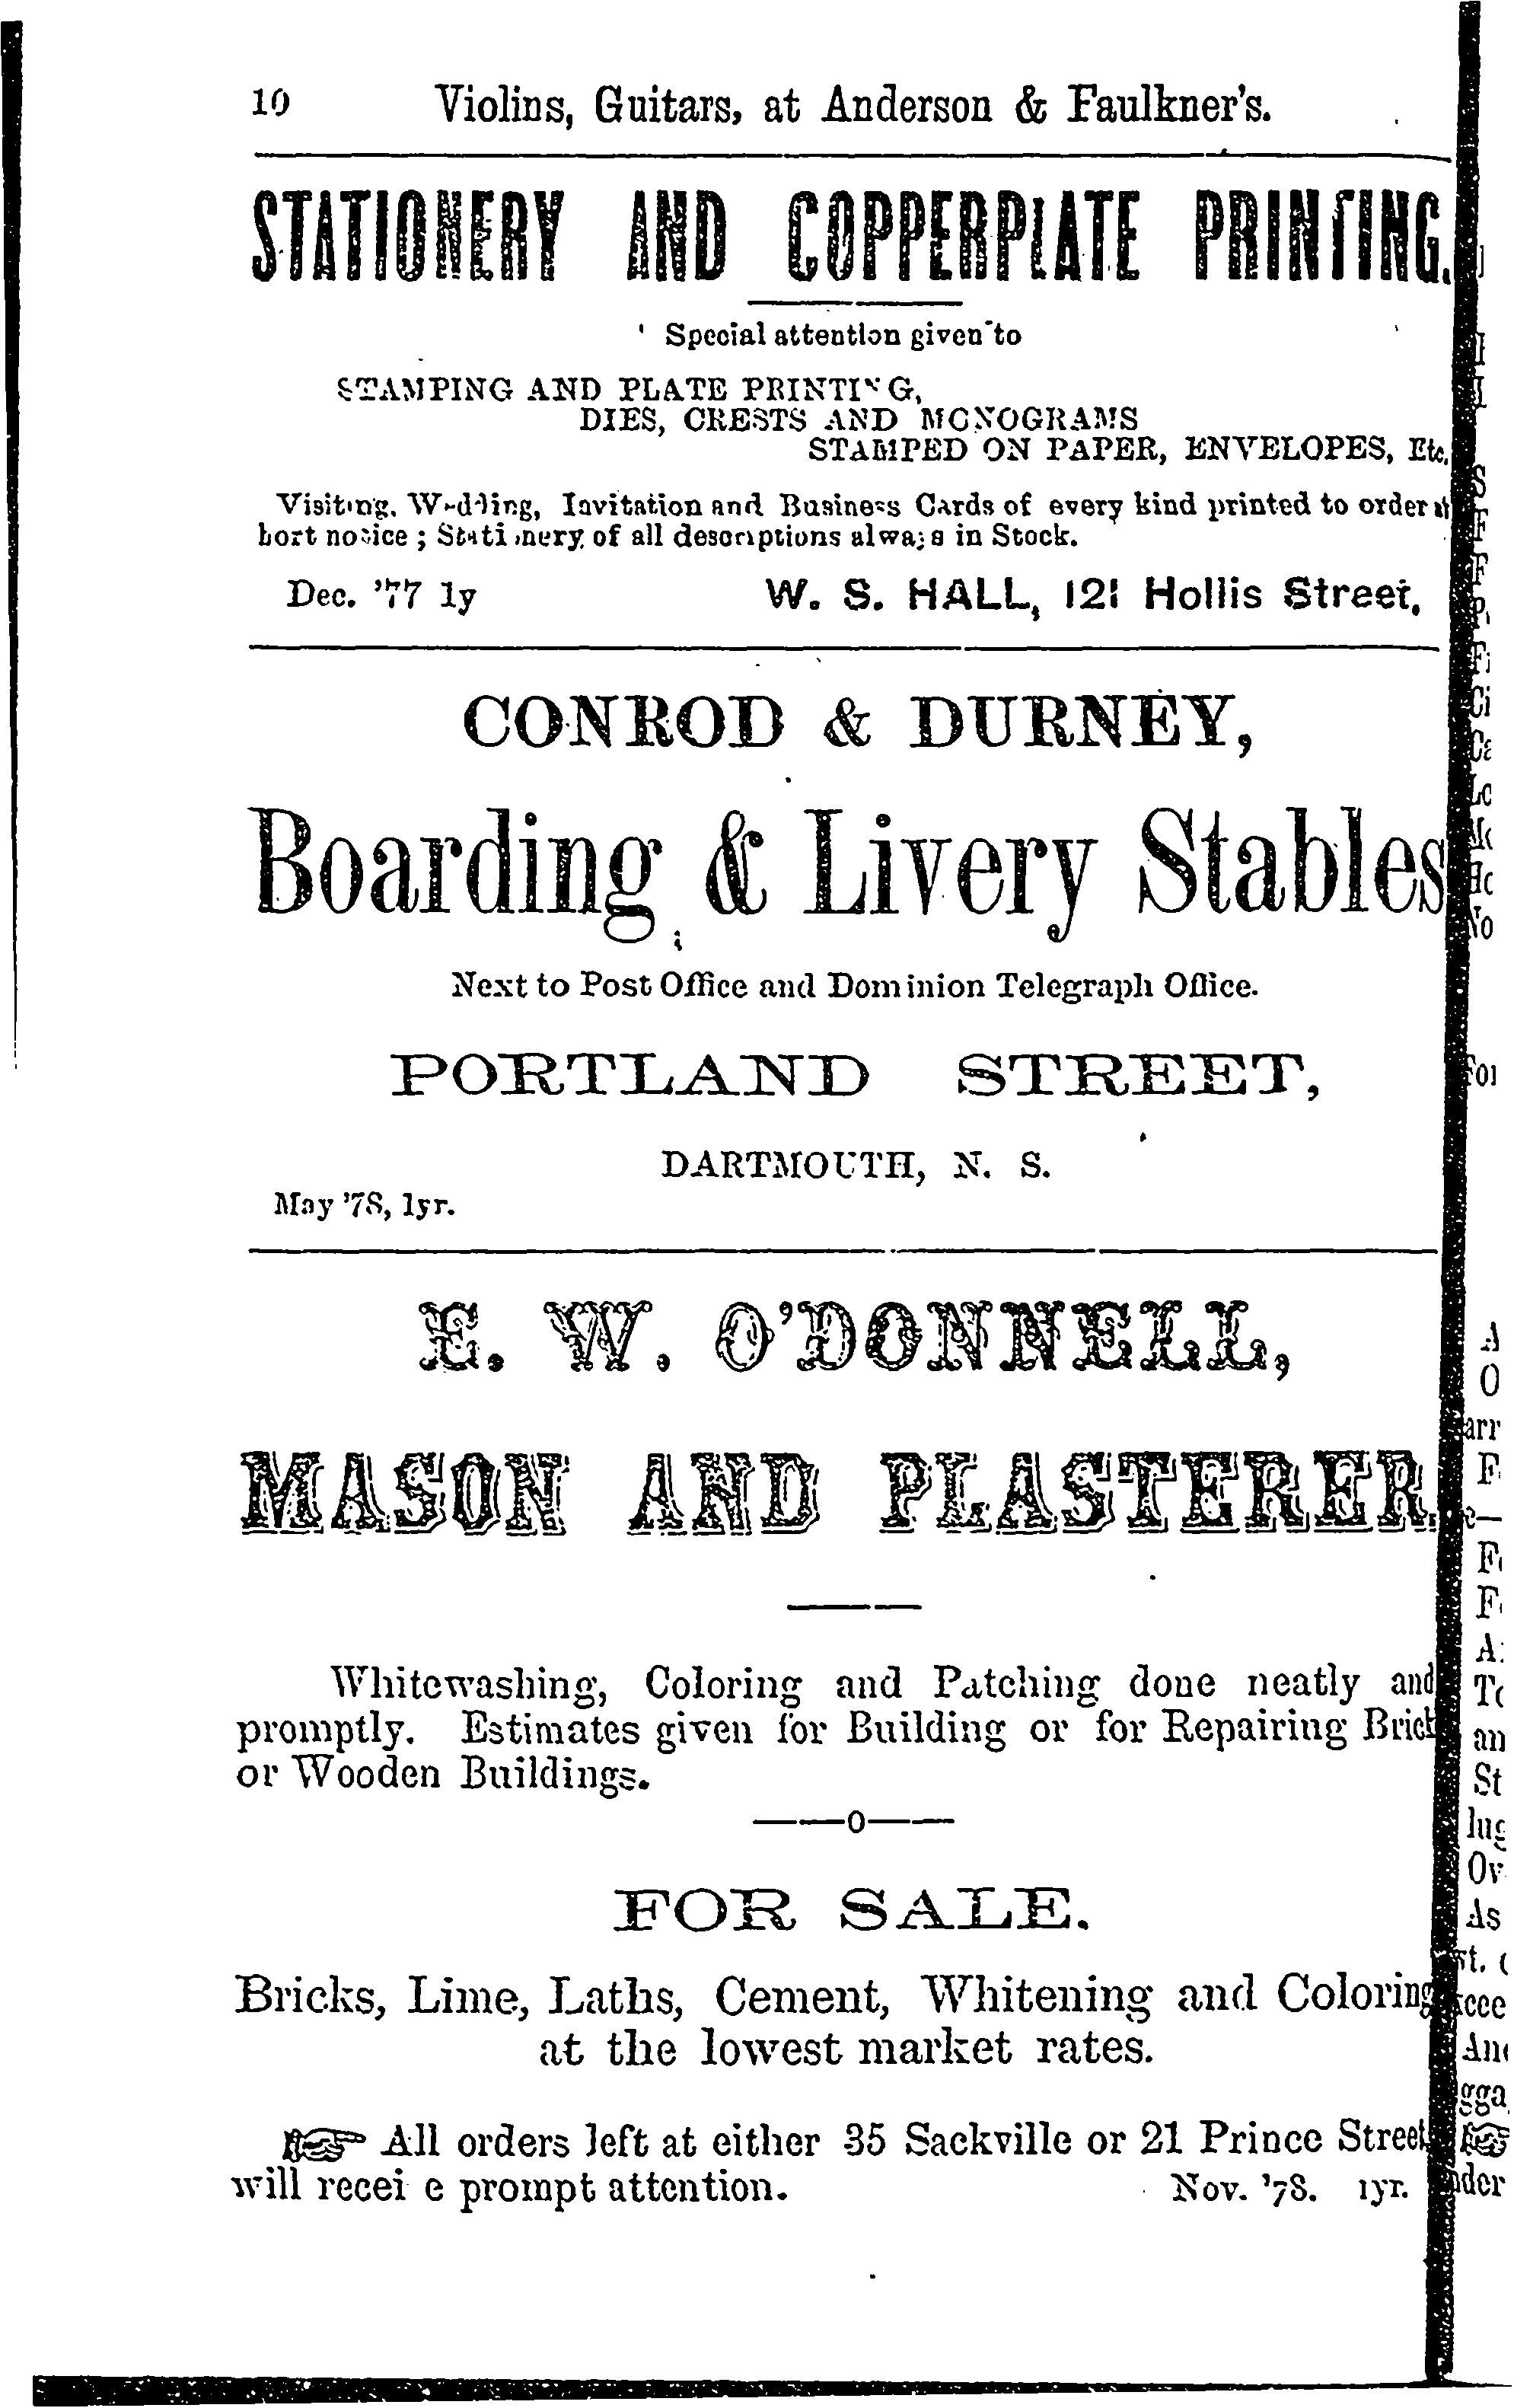 10 Violins, Guitars, at Anderson & Faulkner's.
STATIONERY AND COPPERPLATE PRINTING.
Special attention given to
STAMPING AND PLATE PRINTING,
DIES, CRESTS AND MONOGRAMS
STAMPED ON PAPER, ENVELOPES, Etc.
Visiting, Wedding, Invitation and Business Cards of every kind printed to order
hort notice ; Stationery of all descriptions always in Stock.
Dec. '77 1y W. S. HALL, 121 Hollis Street.
CONROD & DURNEY,
Boarding & Livery Stables
Next to Post Office and Dominion Telegraph Office.
PORTLAND STREET,
DARTMOUTH, N. S.
May '78, 1yr.
E. W. O'DONNELL,
MASON AND PLASTERER.
Whitewashing, Coloring and Patching done neatly and
promptly. Estimates given for Building or for Repairing Brick
or Wooden Buildings.
——o——
FOR SALE.
Bricks, Lime, Laths, Cement, Whitening and Coloring
at the lowest market rates.
☞ All orders left at either 35 Sackville or 21 Prince Street
will recei e prompt attention. Nov. '78. 1yr.